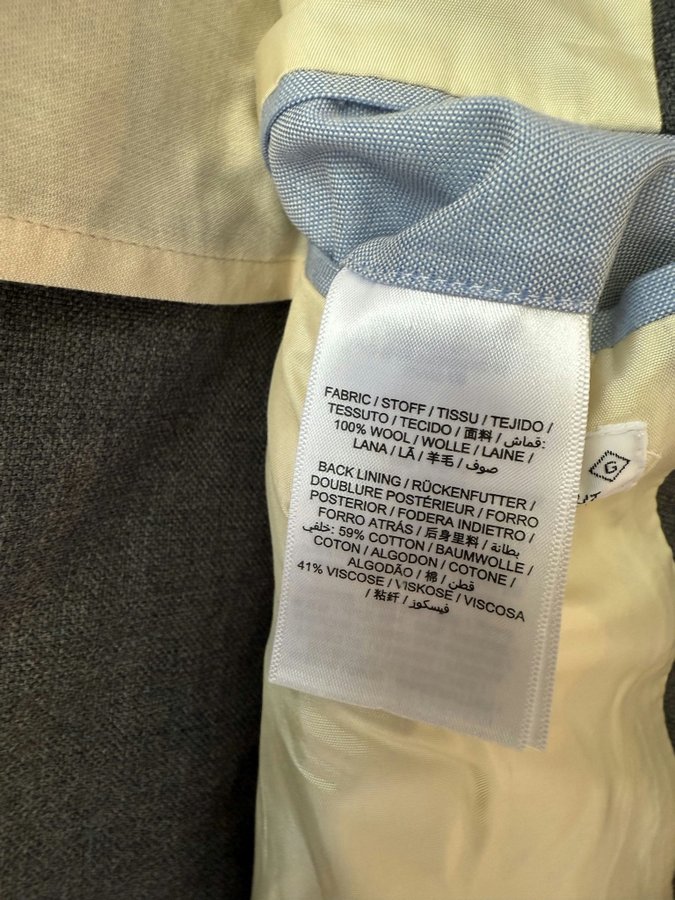 FABRIC / STOFF / TISSU / TEJIDO /
TESSUTO / TECIDO / 面料 / قماش:
100% WOOL / WOLLE / LAINE /
LANA / LÃ / 羊毛 / صوف
BACK LINING / RÜCKENFUTTER /
DOUBLURE POSTÉRIEUR / FORRO
POSTERIOR / FODERA INDIETRO /
FORRO ATRÁS / 后身里料 / بطانة
خلفي: 59% COTTON / BAUMWOLLE /
COTON / ALGODON / COTONE /
ALGODÃO / 棉 / قطن
41% VISCOSE / VISKOSE / VISCOSA
/ 粘纤 / فيسكوز
G